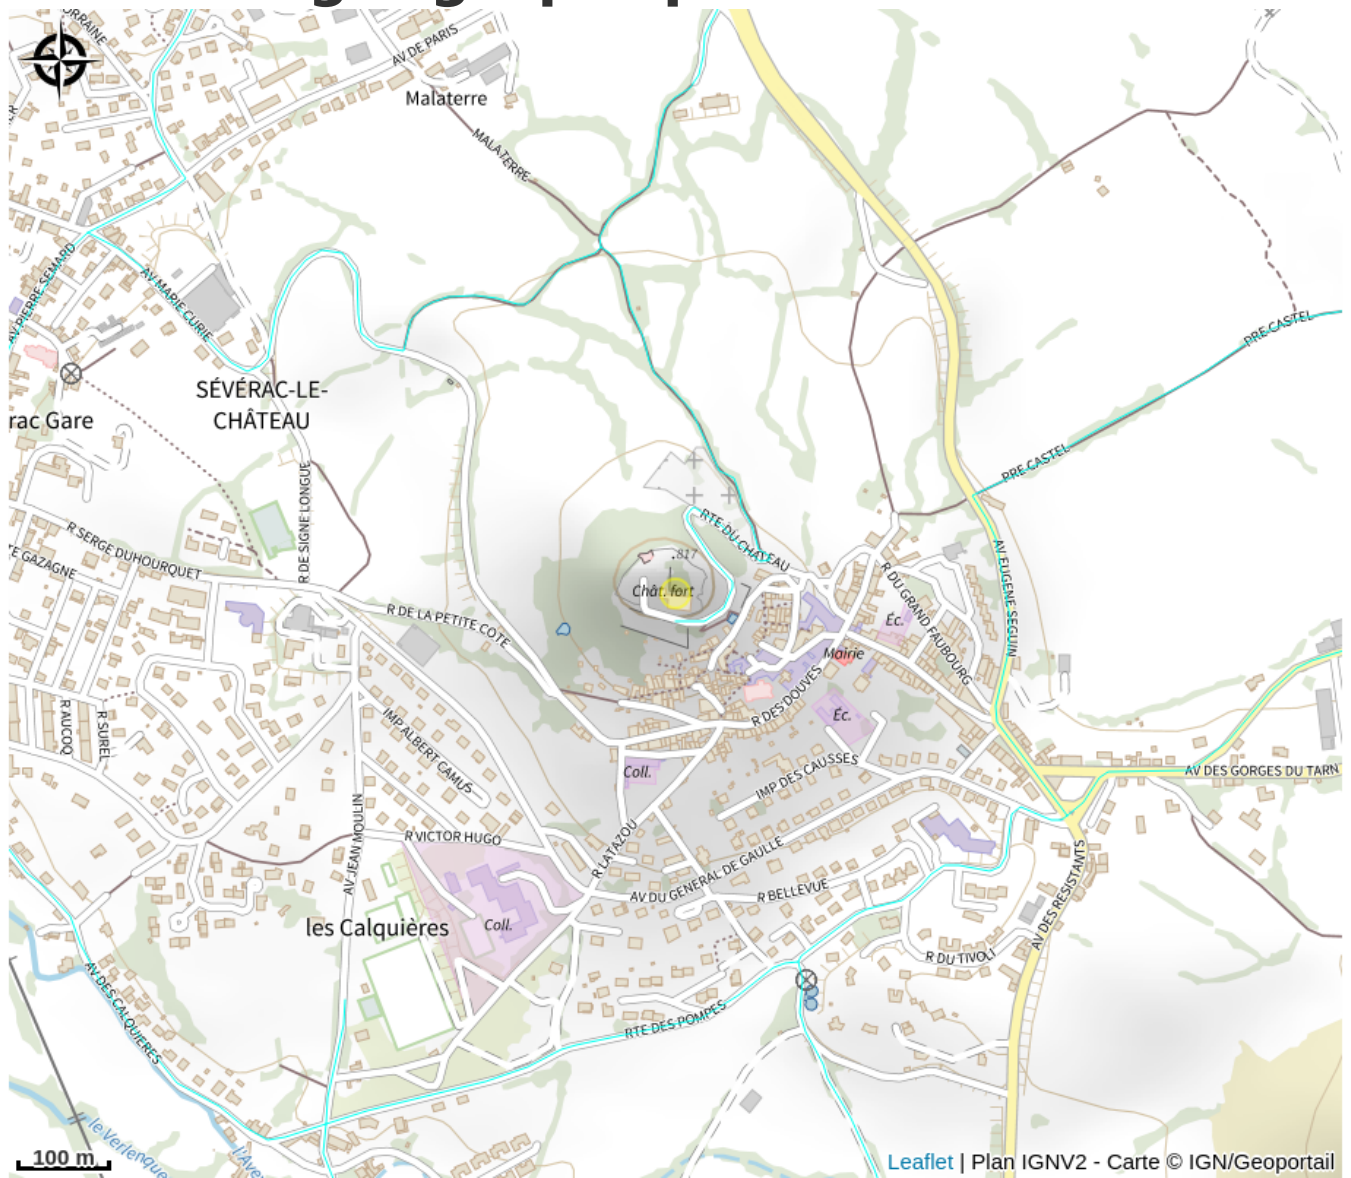 AV DE PARIS
Malaterre
MALATERRE
AV PIERRE SEMARD
AV MARIE CURIE
SÉVÉRAC-LE-
CHÂTEAU
rac Gare
PRE CASTEL
PRE CASTEL
R DE SIGNE LONGUE
R SERGE DUHOURQUET
TE GAZAGNE
RTE DU CHATEAU
.817
Chât. fort
R DE LA PETITE COTE
AV EUGENE SEGUIN
R DU GRAND FAUBOURG
Éc.
Mairie
R DES DOUVES
Éc.
R AUCOQ
R SUREL
IMP ALBERT CAMUS
Coll.
IMP DES CAUSSES
AV DES GORGES DU TARN
AV JEAN MOULIN
R VICTOR HUGO
R LATAZOU
AV DU GENERAL DE GAULLE
R BELLEVUE
les Calquières
Coll.
AV DES RESISTANTS
R DU TIVOLI
AV DES CALQUIERES
RTE DES POMPES
le Verlenque
l'Ave
100 m
Leaflet | Plan IGNV2 - Carte © IGN/Geoportail